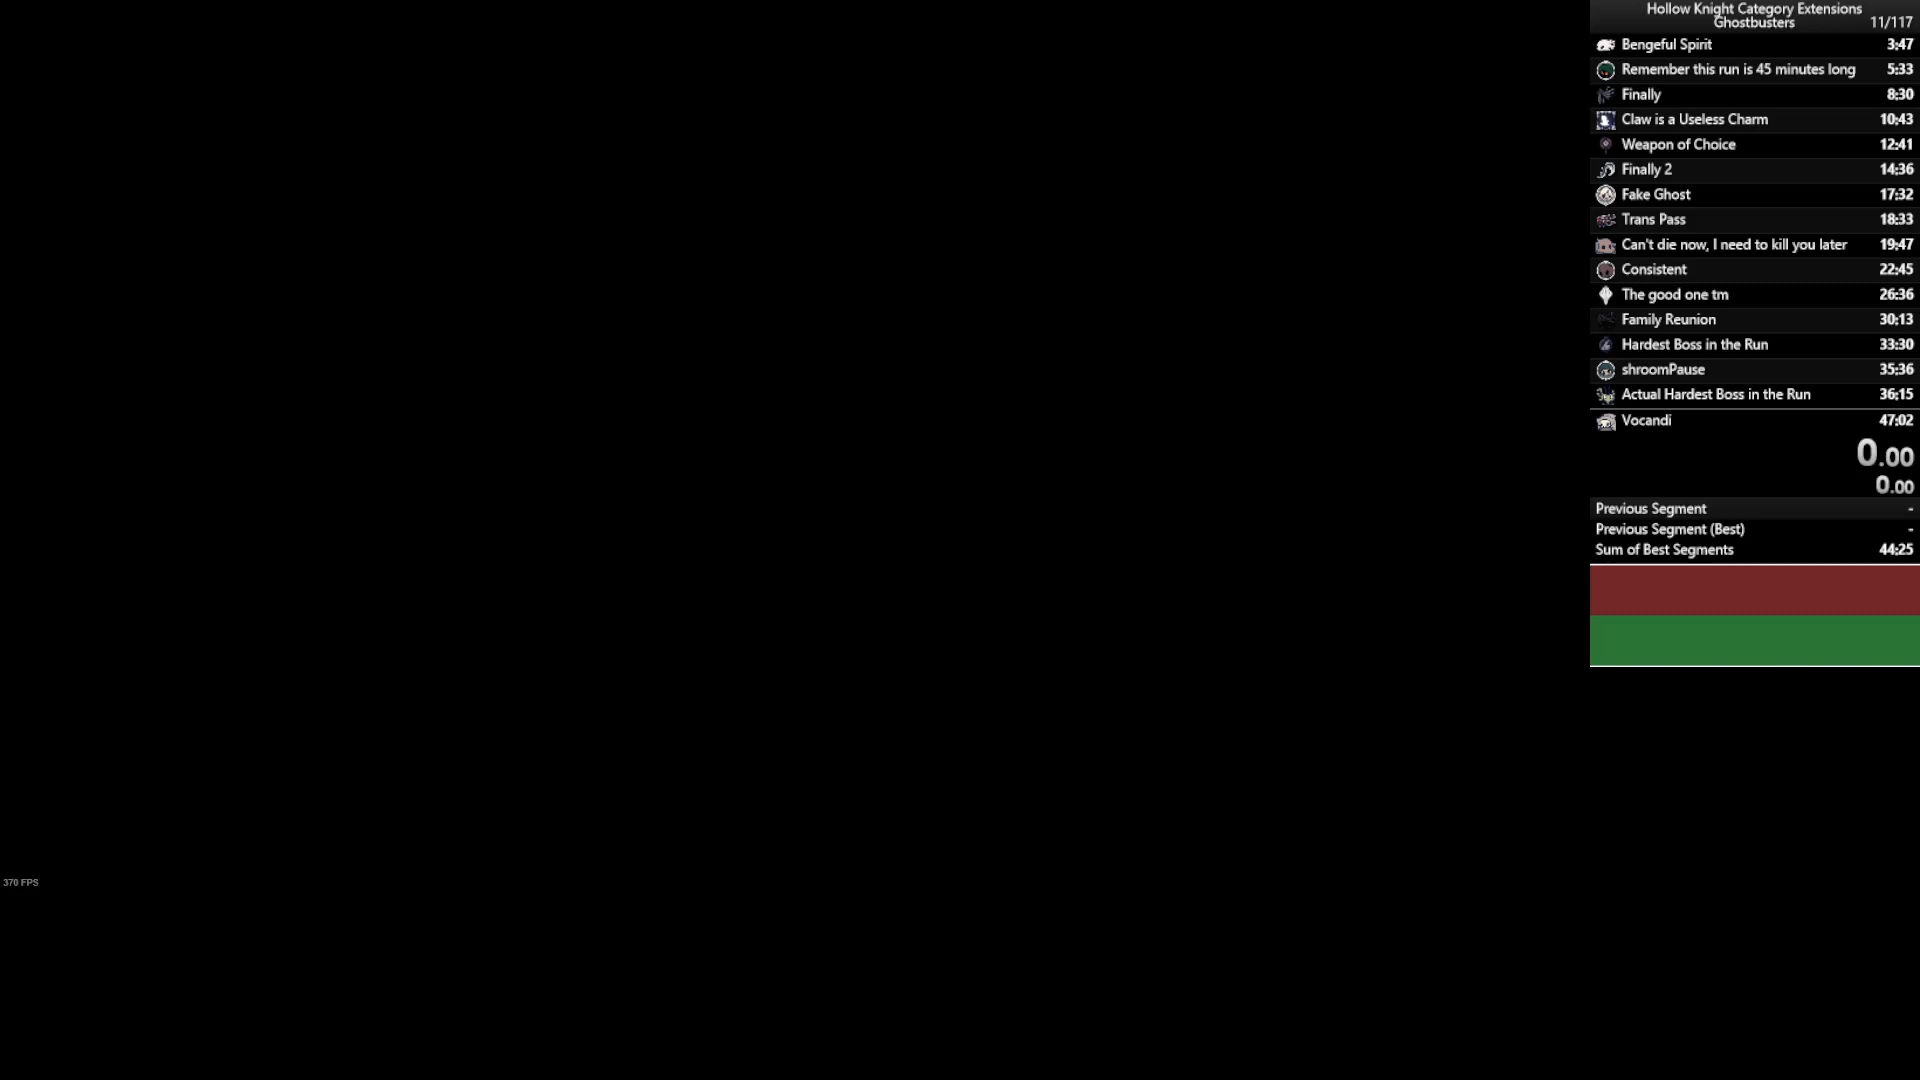 Hollow Knight Category Extensions
Ghostbusters 11/117
Bengeful Spirit 3:47
Remember this run is 45 minutes long 5:33
Finally 8:30
Claw is a Useless Charm 10:43
Weapon of Choice 12:41
Finally 2 14:36
Fake Ghost 17:32
Trans Pass 18:33
Can't die now, I need to kill you later 19:47
Consistent 22:45
The good one tm 26:36
Family Reunion 30:13
Hardest Boss in the Run 33:30
shroomPause 35:36
Actual Hardest Boss in the Run 36:15
Vocandi 47:02
0.00
0.00
Previous Segment -
Previous Segment (Best) -
Sum of Best Segments 44:25
370 FPS